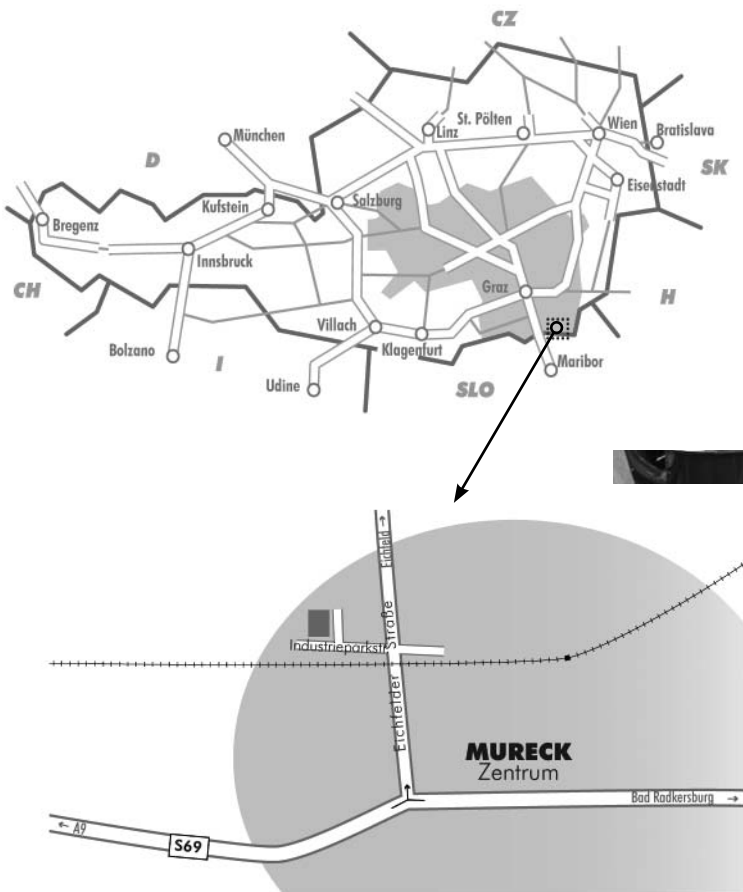 CZ
St. Pölten
Linz
Wien
München
Bratislava
D
SK
Eisenstadt
Kufstein
Salzburg
Bregenz
Innsbruck
CH
Graz
H
Villach
Klagenfurt
Bolzano
I
Maribor
Udine
SLO
Eichfeld →
Industrieparkstr
Eichfelder Straße
MURECK
Zentrum
Bad Radkersburg →
← A9
S69